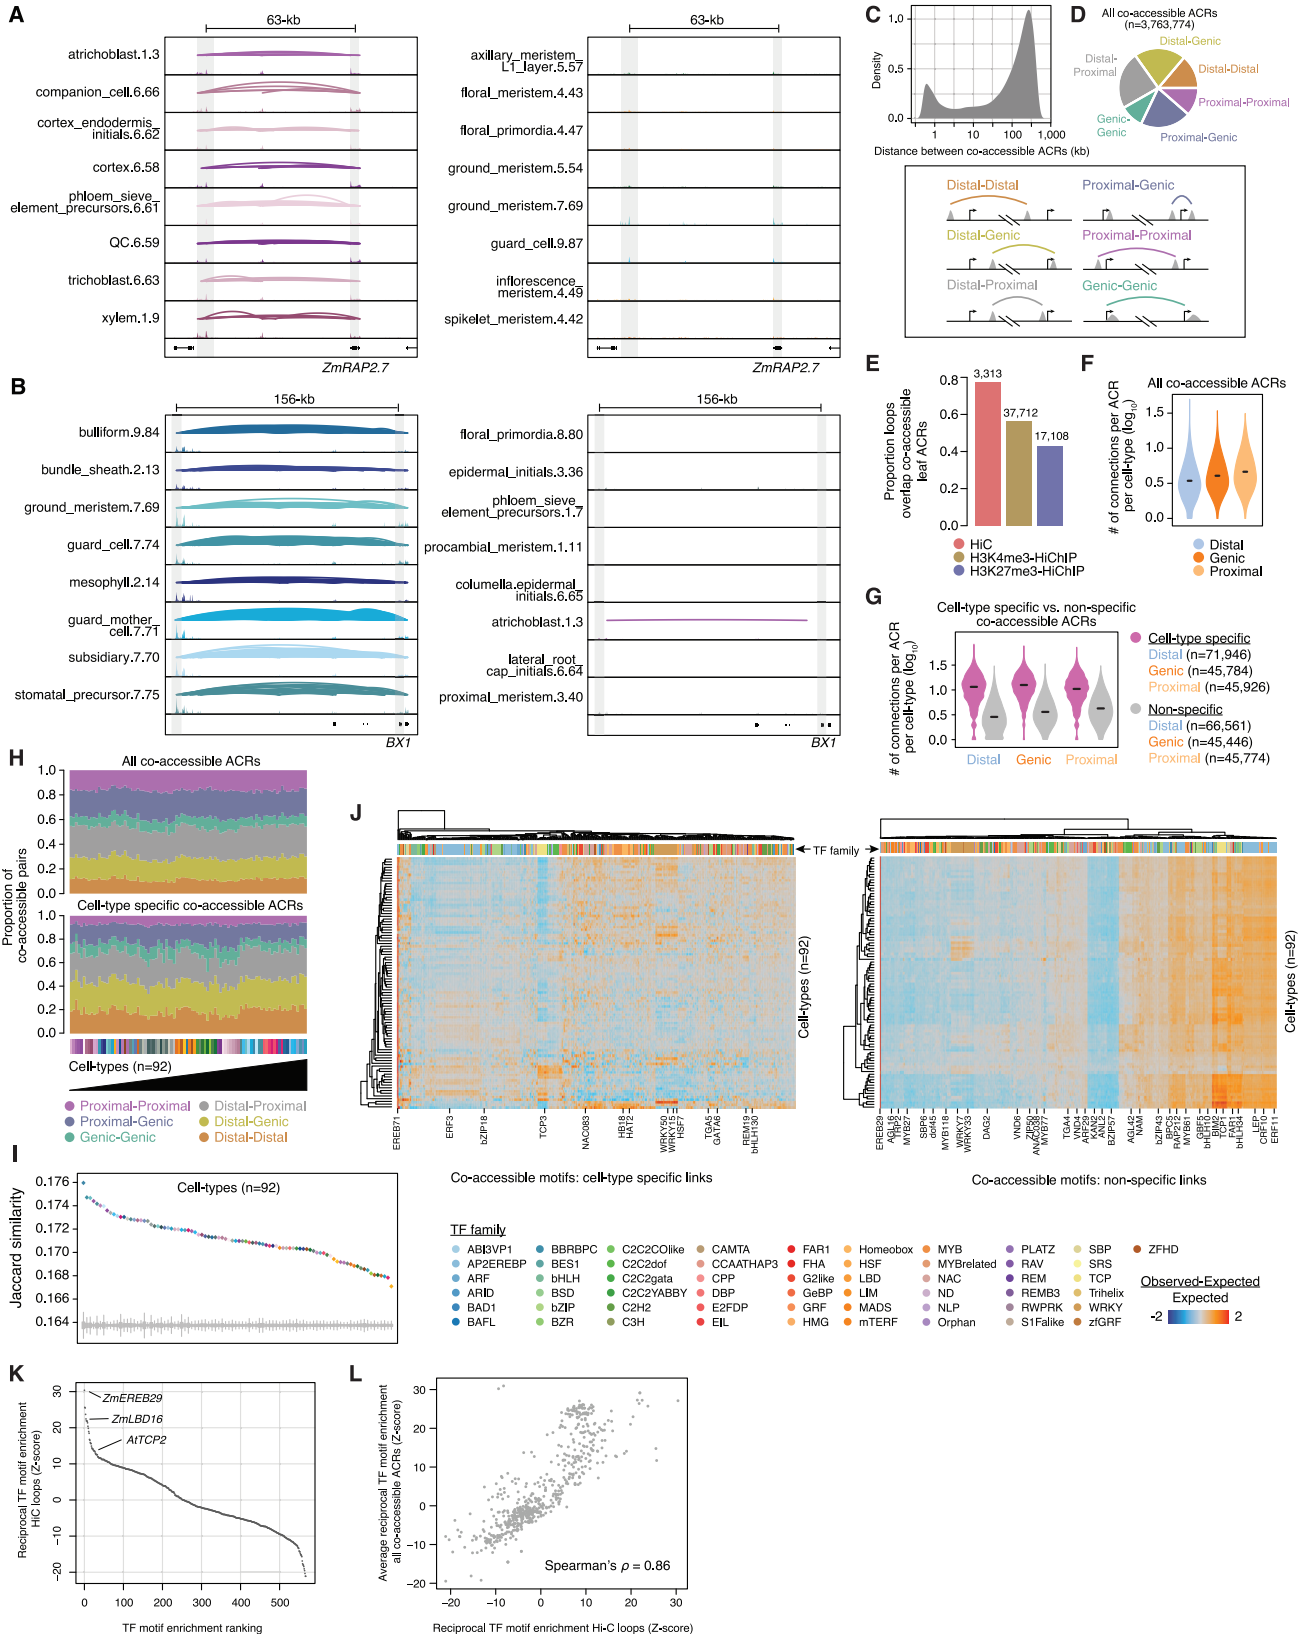 A
63-kb
atrichoblast.1.3
companion_cell.6.66
cortex_endodermis_
initials.6.62
cortex.6.58
phloem_sieve_
element_precursors.6.61
QC.6.59
trichoblast.6.63
xylem.1.9
ZmRAP2.7
63-kb
axillary_meristem_
L1_layer.5.57
floral_meristem.4.43
floral_primordia.4.47
ground_meristem.5.54
ground_meristem.7.69
guard_cell.9.87
inflorescence_
meristem.4.49
spikelet_meristem.4.42
ZmRAP2.7
B
156-kb
bulliform.9.84
bundle_sheath.2.13
ground_meristem.7.69
guard_cell.7.74
mesophyll.2.14
guard_mother_
cell.7.71
subsidiary.7.70
stomatal_precursor.7.75
BX1
156-kb
floral_primordia.8.80
epidermal_initials.3.36
phloem_sieve_
element_precursors.1.7
procambial_meristem.1.11
columella.epidermal_
initials.6.65
atrichoblast.1.3
lateral_root_
cap_initials.6.64
proximal_meristem.3.40
BX1
C
Density
1.0
0.5
0.0
1
10
100
1,000
Distance between co-accessible ACRs (kb)
D
All co-accessible ACRs
(n=3,763,774)
Distal-Genic
Distal-
Proximal
Distal-Distal
Proximal-Proximal
Genic-
Genic
Proximal-Genic
Distal-Distal
Proximal-Genic
Distal-Genic
Proximal-Proximal
Distal-Proximal
Genic-Genic
E
Proportion loops
overlap co-accessible
leaf ACRs
0.8
0.6
0.4
0.2
0.0
3,313
37,712
17,108
HiC
H3K4me3-HiChIP
H3K27me3-HiChIP
F
All co-accessible ACRs
# of connections per ACR
per cell-type (log10)
1.5
1.0
0.5
0.0
Distal
Genic
Proximal
G
Cell-type specific vs. non-specific
co-accessible ACRs
# of connections per ACR
per cell-type (log10)
1.5
1.0
0.5
0.0
Distal
Genic
Proximal
Cell-type specific
Distal (n=71,946)
Genic (n=45,784)
Proximal (n=45,926)
Non-specific
Distal (n=66,561)
Genic (n=45,446)
Proximal (n=45,774)
H
All co-accessible ACRs
1.0
0.8
0.6
0.4
0.2
0.0
Proportion of
co-accessible pairs
Cell-type specific co-accessible ACRs
1.0
0.8
0.6
0.4
0.2
0.0
Cell-types (n=92)
Proximal-Proximal
Proximal-Genic
Genic-Genic
Distal-Proximal
Distal-Genic
Distal-Distal
I
Cell-types (n=92)
Jaccard similarity
0.176
0.174
0.172
0.170
0.168
0.166
0.164
J
TF family
Cell-types (n=92)
EREB71
ERF3
bZIP18
TCP3
NAC083
HB18
HAT2
WRKY50
WRKY15
HSF7
TGA5
GATA6
REM19
bHLH130
Co-accessible motifs: cell-type specific links
Cell-types (n=92)
EREB29
AGL16
TRP2
MYB27
SBP6
dof45
MYB118
WRKY7
WRKY33
DAG2
VND6
bZIP50
ANAC030
MYB77
TGA4
VND4
ARF29
KAN2
ANL2
BZIP57
AGL42
NAM
bZIP43
BPC5
RAP212
MYB61
GBF5
bHLH10
BIM2
TCP1
FAR1
bHLH34
LEP
CRF10
ERF11
Co-accessible motifs: non-specific links
TF family
ABI3VP1
AP2EREBP
ARF
ARID
BAD1
BAFL
BBRBPC
BES1
bHLH
BSD
bZIP
BZR
C2C2COlike
C2C2dof
C2C2gata
C2C2YABBY
C2H2
C3H
CAMTA
CCAATHAP3
CPP
DBP
E2FDP
EIL
FAR1
FHA
G2like
GeBP
GRF
HMG
Homeobox
HSF
LBD
LIM
MADS
mTERF
MYB
MYBrelated
NAC
ND
NLP
Orphan
PLATZ
RAV
REM
REMB3
RWPRK
S1Falike
SBP
SRS
TCP
Trihelix
WRKY
zfGRF
ZFHD
Observed-Expected
Expected
-2
2
K
Reciprocal TF motif enrichment
HiC loops (Z-score)
30
20
10
0
−10
−20
ZmEREB29
ZmLBD16
AtTCP2
0
100
200
300
400
500
TF motif enrichment ranking
L
Average reciprocal TF motif enrichment
all co-accessible ACRs (Z-score)
30
20
10
0
−10
−20
Spearman's ρ = 0.86
−20
−10
0
10
20
30
Reciprocal TF motif enrichment Hi-C loops (Z-score)